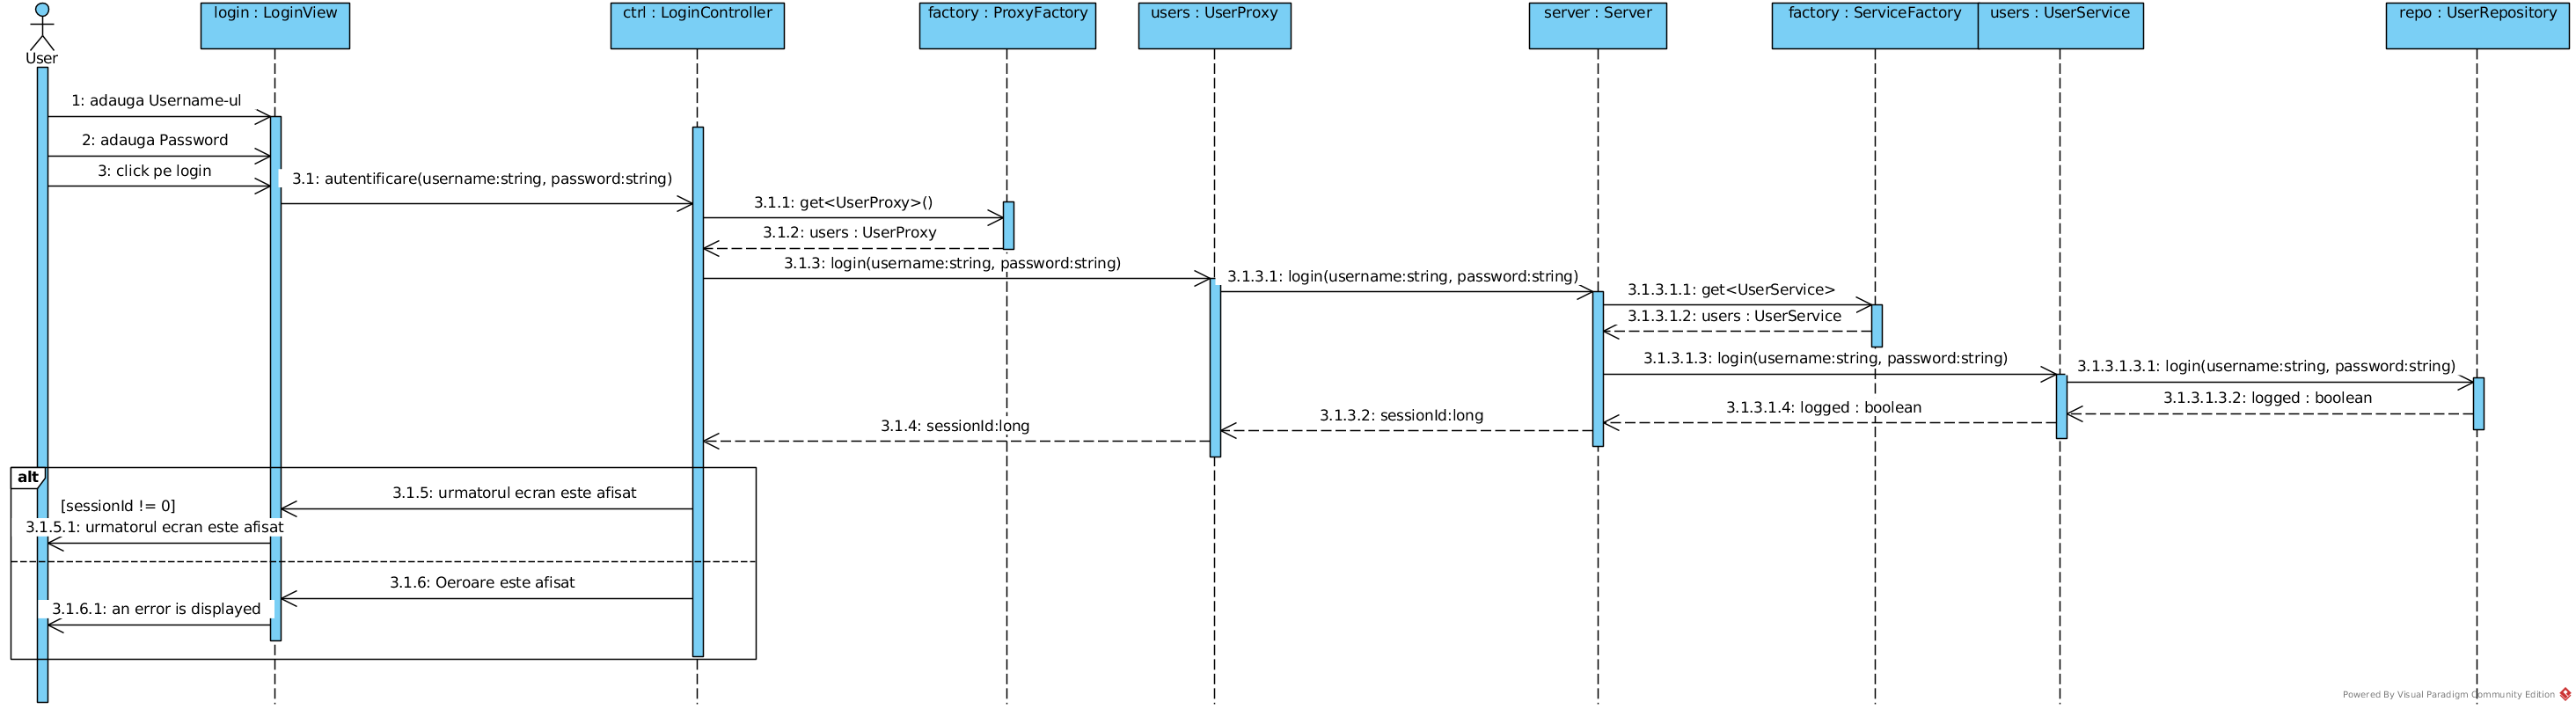 login : LoginView
ctrl : LoginController
factory : ProxyFactory
users : UserProxy
server : Server
factory : ServiceFactory
users : UserService
repo : UserRepository
User
1: adauga Username-ul
2: adauga Password
3: click pe login
3.1: autentificare(username:string, password:string)
3.1.1: get<UserProxy>()
3.1.2: users : UserProxy
3.1.3: login(username:string, password:string)
3.1.3.1: login(username:string, password:string)
3.1.3.1.1: get<UserService>
3.1.3.1.2: users : UserService
3.1.3.1.3: login(username:string, password:string)
3.1.3.1.3.1: login(username:string, password:string)
3.1.3.1.3.2: logged : boolean
3.1.3.1.4: logged : boolean
3.1.3.2: sessionId:long
3.1.4: sessionId:long
alt
3.1.5: urmatorul ecran este afisat
[sessionId != 0]
3.1.5.1: urmatorul ecran este afisat
3.1.6: Oeroare este afisat
3.1.6.1: an error is displayed
Powered By Visual Paradigm Community Edition